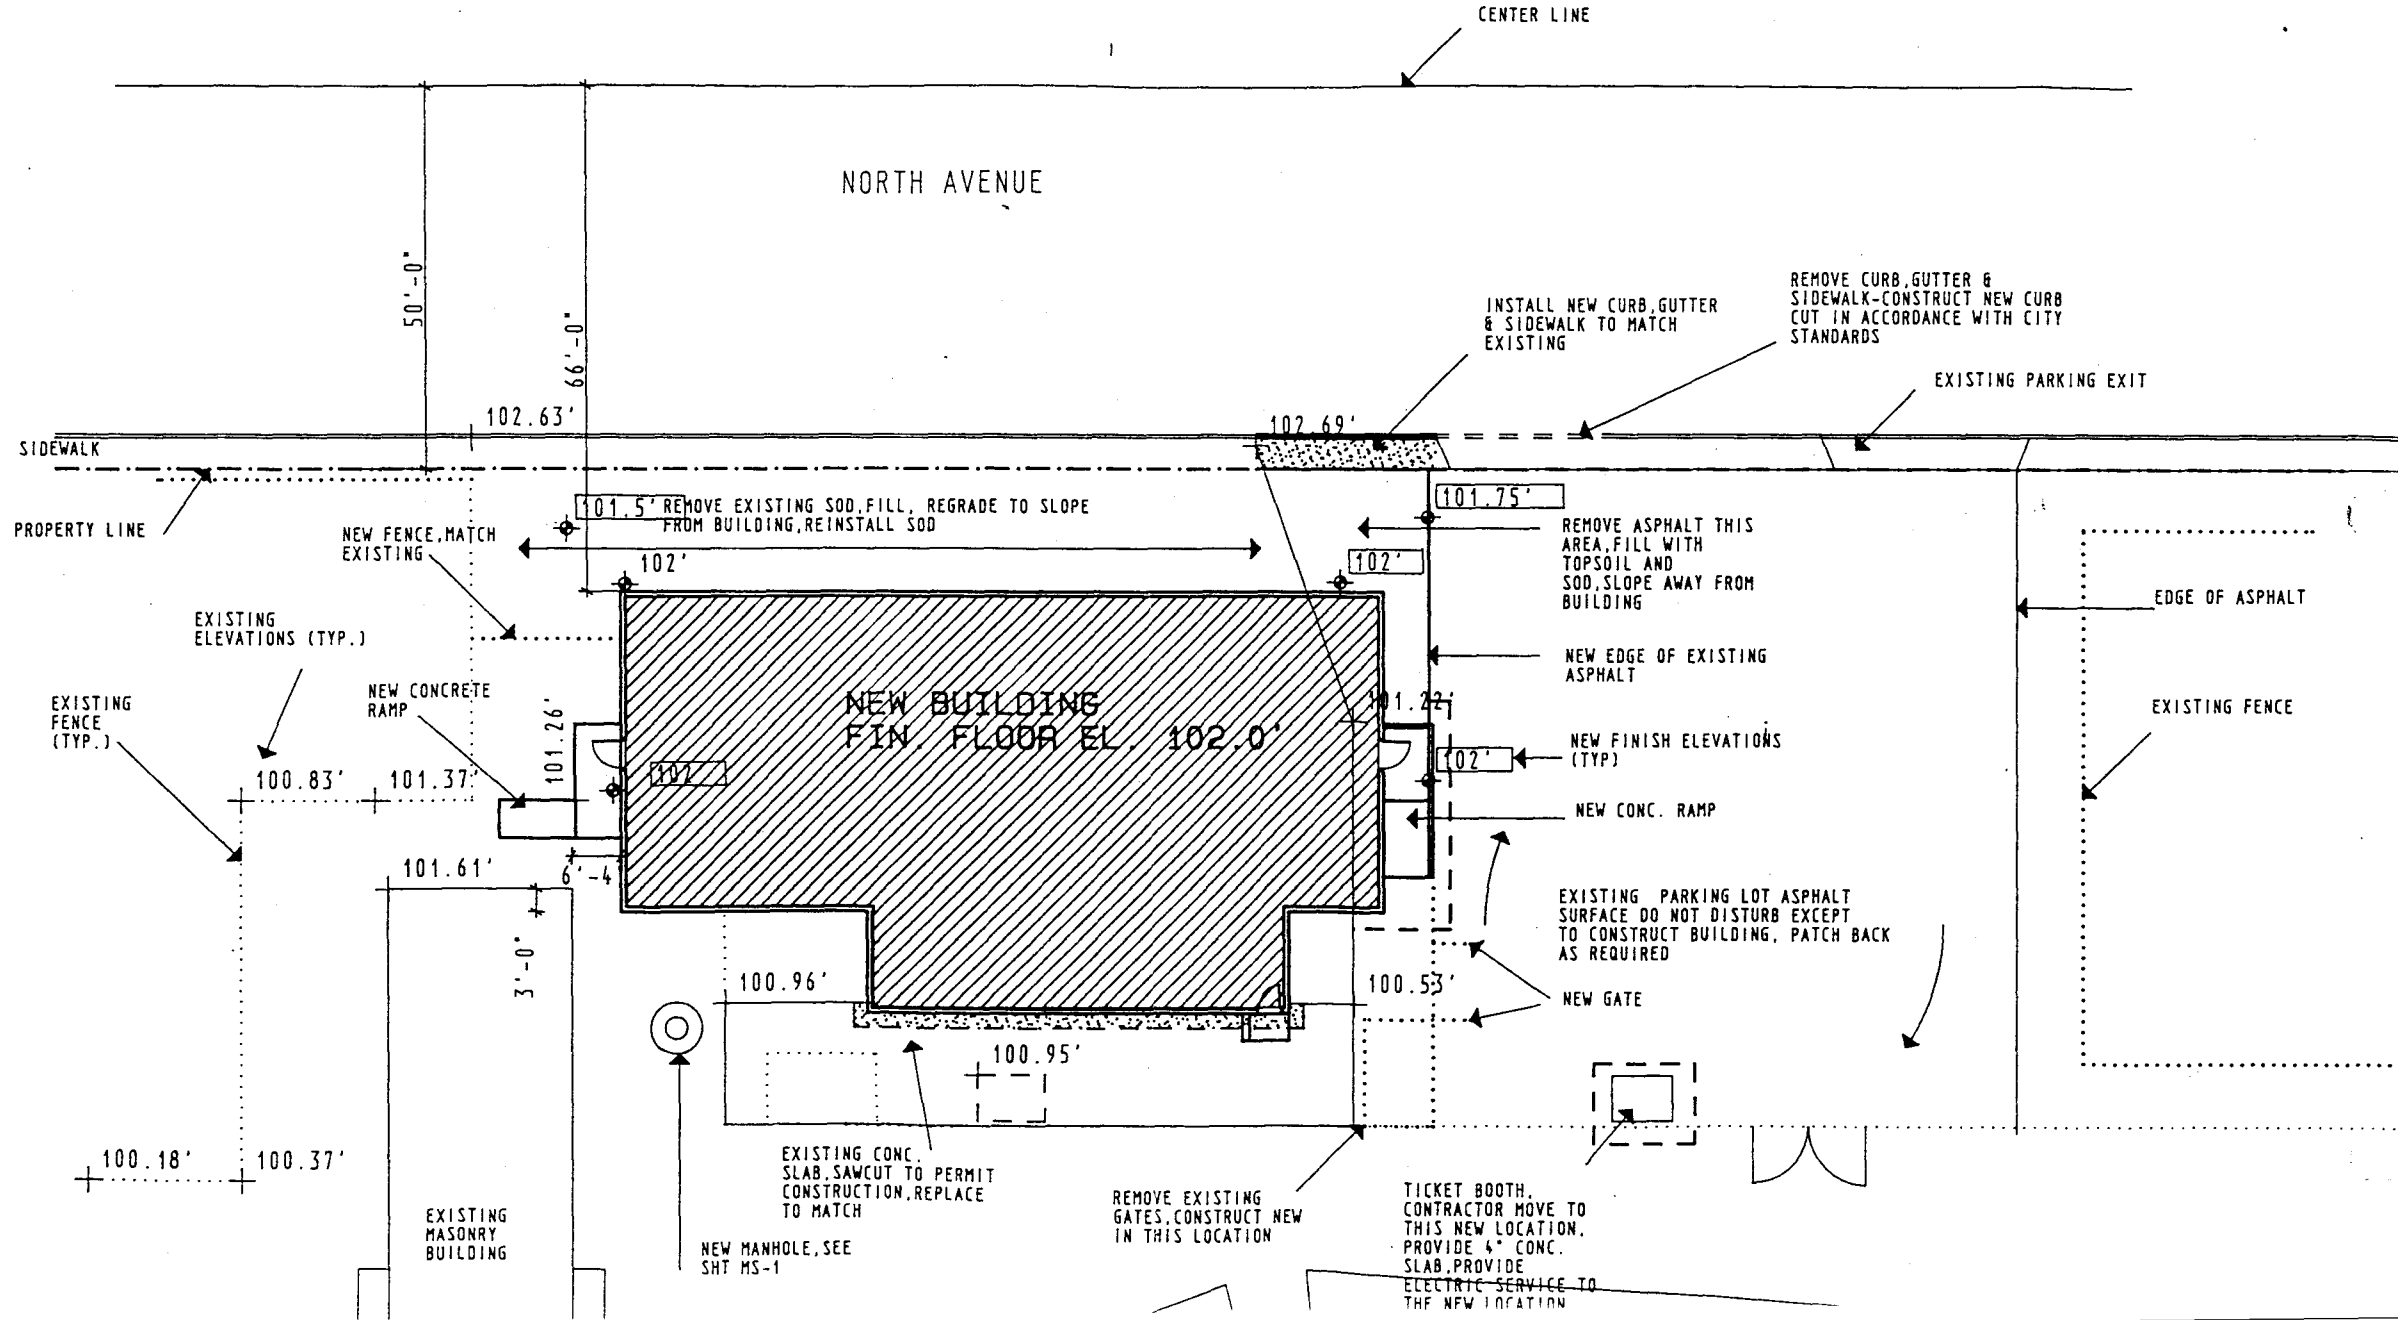 CENTER LINE
NORTH AVENUE
50'-0"
66'-0"
INSTALL NEW CURB,GUTTER
& SIDEWALK TO MATCH
EXISTING
REMOVE CURB,GUTTER &
SIDEWALK-CONSTRUCT NEW CURB
CUT IN ACCORDANCE WITH CITY
STANDARDS
EXISTING PARKING EXIT
102.63'
102.69'
SIDEWALK
PROPERTY LINE
101.5'
REMOVE EXISTING SOD,FILL, REGRADE TO SLOPE
FROM BUILDING,REINSTALL SOD
101.75'
NEW FENCE,MATCH
EXISTING
102'
102'
REMOVE ASPHALT THIS
AREA,FILL WITH
TOPSOIL AND
SOD,SLOPE AWAY FROM
BUILDING
EDGE OF ASPHALT
EXISTING
ELEVATIONS (TYP.)
NEW EDGE OF EXISTING
ASPHALT
EXISTING
FENCE
(TYP.)
NEW CONCRETE
RAMP
101.26'
NEW BUILDING
FIN. FLOOR EL. 102.0'
101.22'
EXISTING FENCE
102
102'
NEW FINISH ELEVATIONS
(TYP)
100.83'
101.37'
NEW CONC. RAMP
101.61'
6'-4
3'-0"
EXISTING PARKING LOT ASPHALT
SURFACE DO NOT DISTURB EXCEPT
TO CONSTRUCT BUILDING, PATCH BACK
AS REQUIRED
100.96'
100.53'
NEW GATE
100.95'
100.18'
100.37'
EXISTING CONC.
SLAB,SAWCUT TO PERMIT
CONSTRUCTION,REPLACE
TO MATCH
REMOVE EXISTING
GATES,CONSTRUCT NEW
IN THIS LOCATION
TICKET BOOTH,
CONTRACTOR MOVE TO
THIS NEW LOCATION,
PROVIDE 4" CONC.
SLAB,PROVIDE
ELECTRIC SERVICE TO
THE NEW LOCATION
EXISTING
MASONRY
BUILDING
NEW MANHOLE,SEE
SHT MS-1